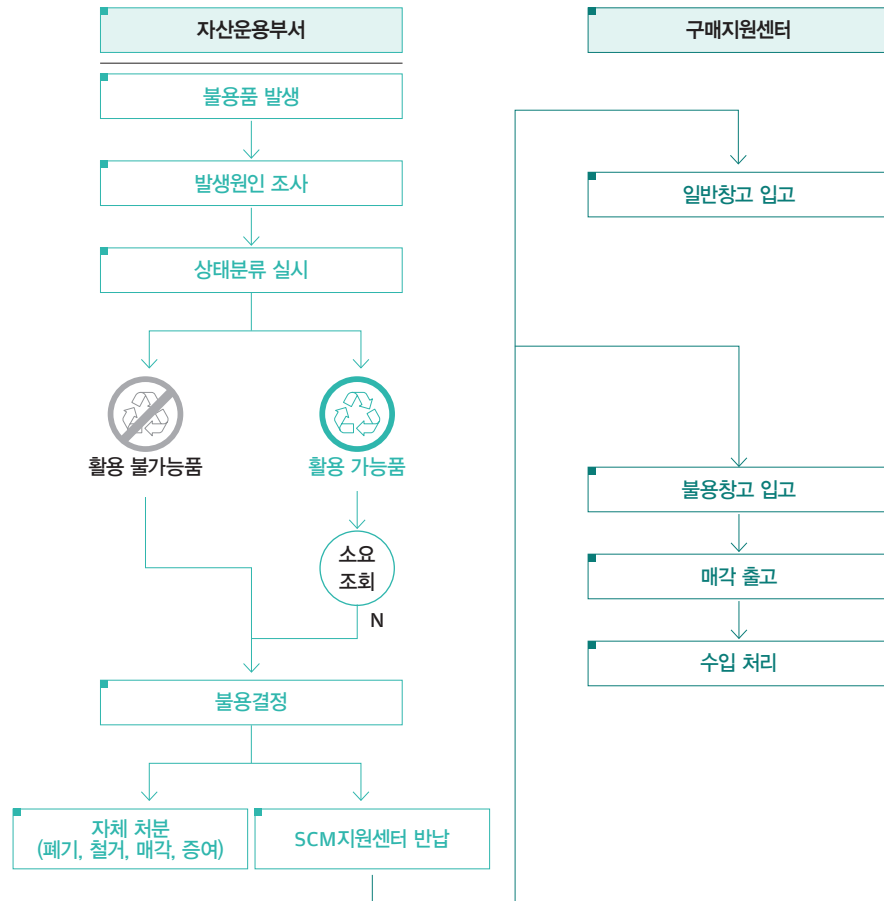 자산운용부서
불용품 발생
발생원인 조사
상태분류 실시
활용 불가능품
활용 가능품
소요
조회
N
불용결정
자체 처분
(폐기, 철거, 매각, 증여)
SCM지원센터 반납
구매지원센터
일반창고 입고
불용창고 입고
매각 출고
수입 처리